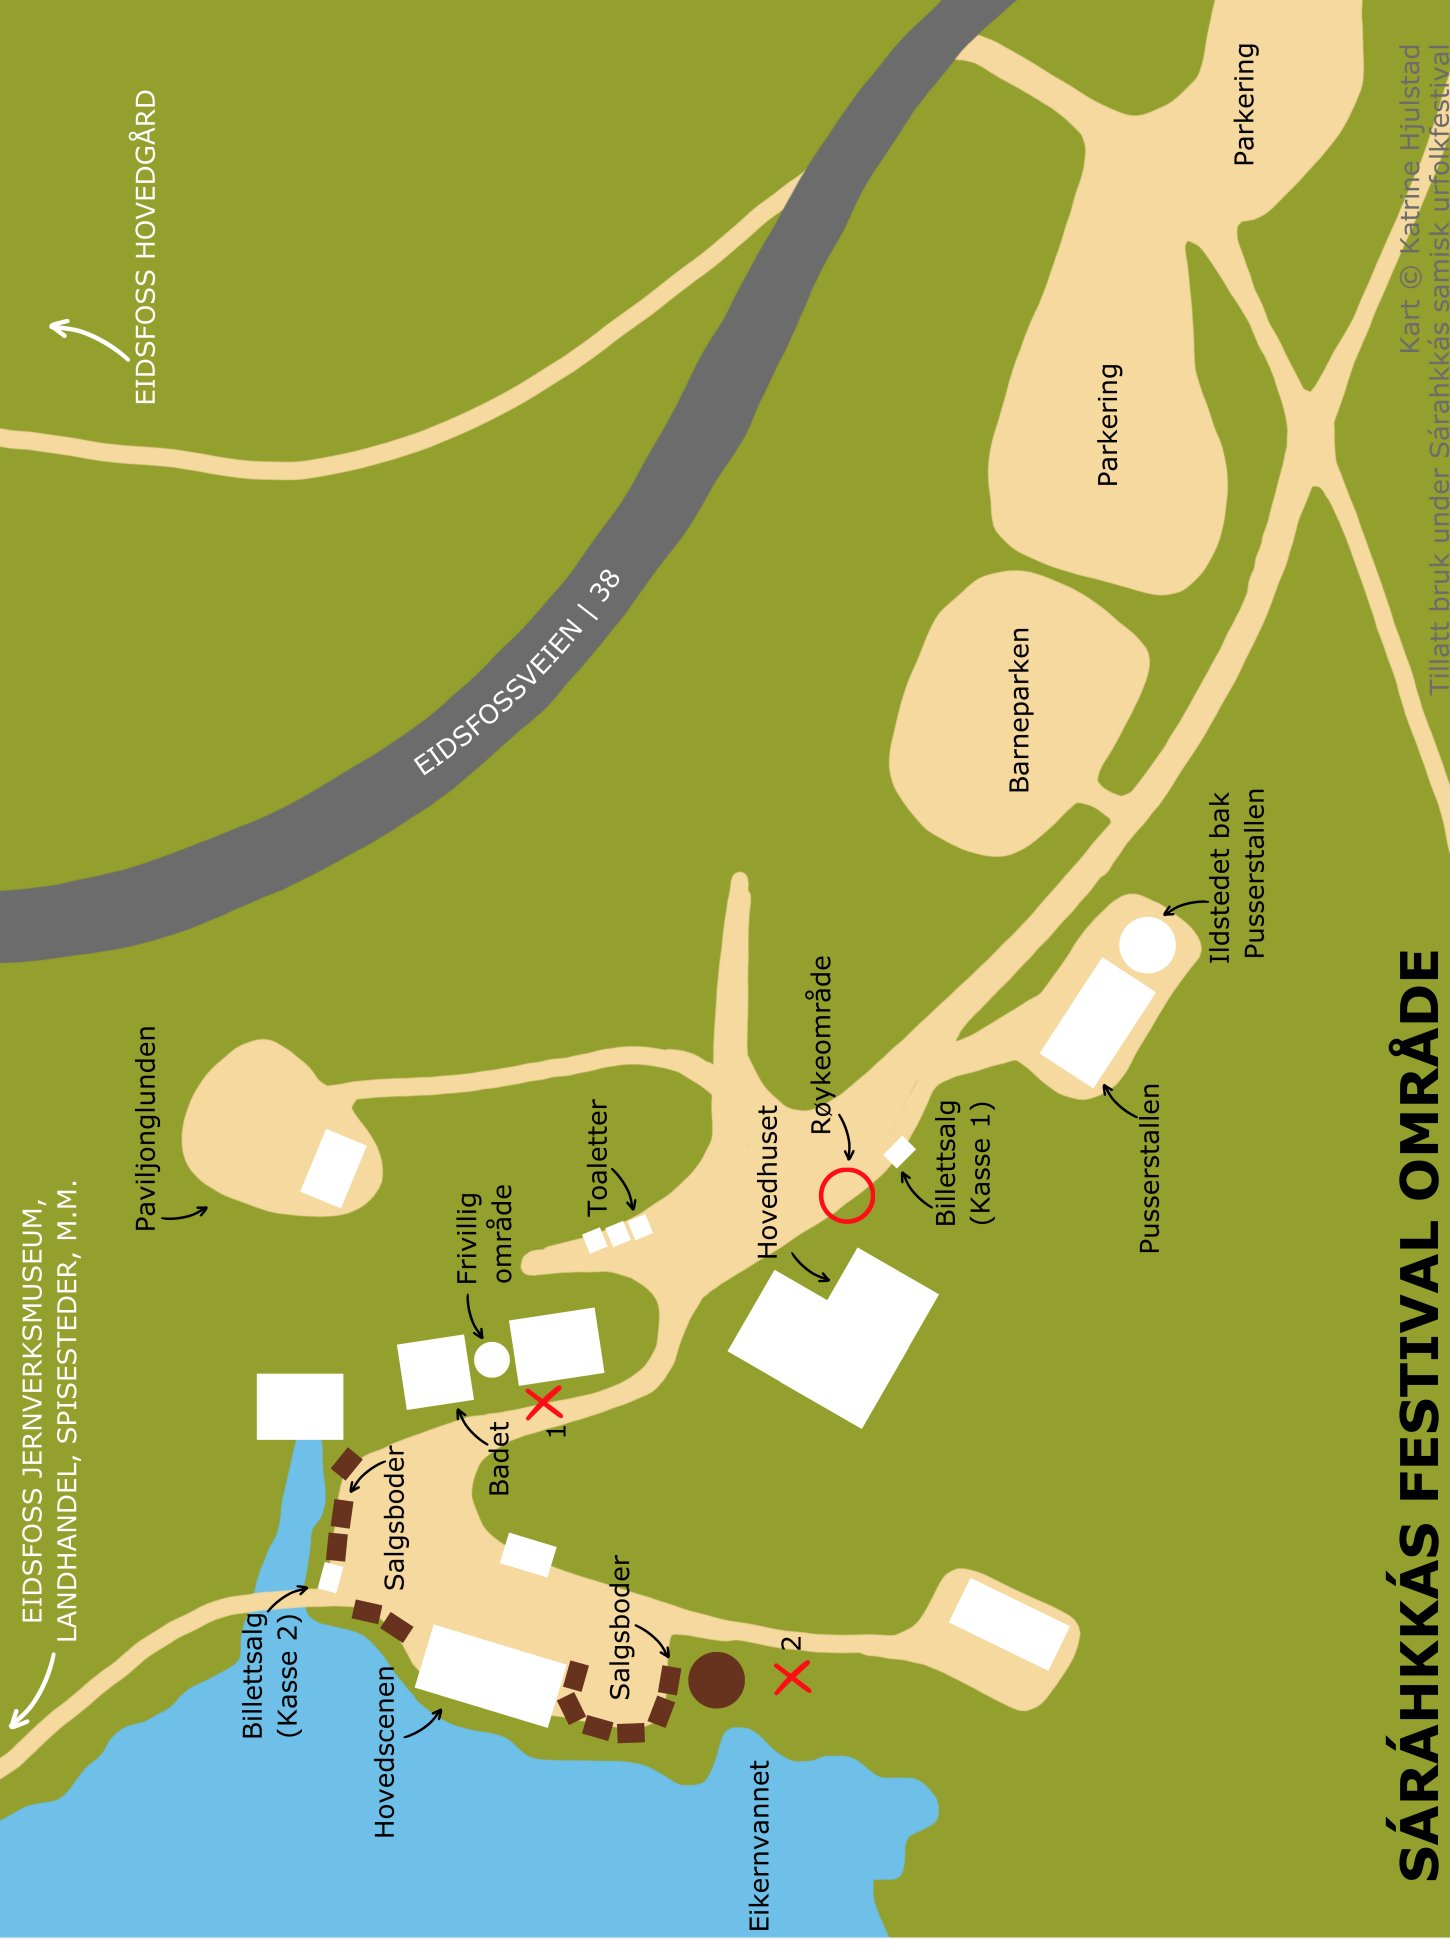 EIDSFOSS JERNVERKSMUSEUM,
LANDHANDEL, SPISESTEDER, M.M.
EIDSFOSS HOVEDGÅRD
Paviljonglunden
Billettsalg
(Kasse 2)
Salgsboder
Hovedscenen
Badet
Frivillig
område
1
Toaletter
EIDSFOSSVEIEN | 38
Salgsboder
2
Eikernvannet
Hovedhuset
Røykeområde
Billettsalg
(Kasse 1)
Barneparken
Parkering
Parkering
Pusserstallen
Ildstedet bak
Pusserstallen
SÁRÁHKKÁS FESTIVAL OMRÅDE
Kart © Katrine Hjulstad
Tillatt bruk under Sárahkkás samisk urfolkfestival